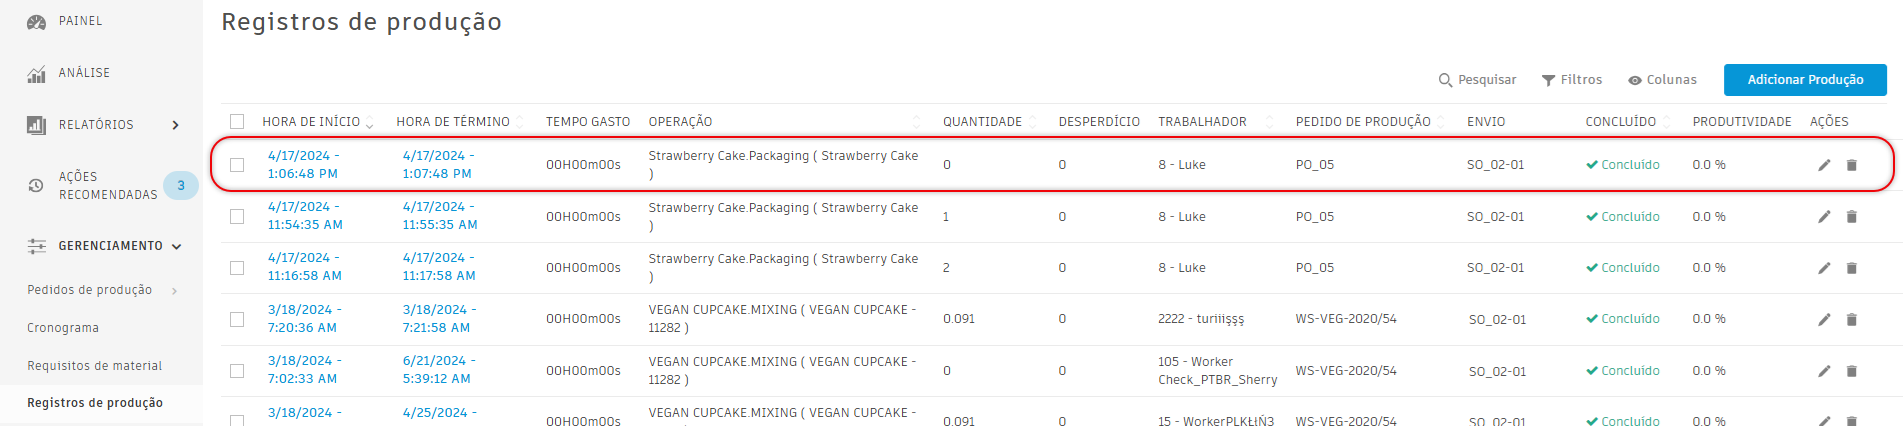 PAINEL
ANÁLISE
RELATÓRIOS
AÇÕES
RECOMENDADAS 3
GERENCIAMENTO
Pedidos de produção
Cronograma
Requisitos de material
Registros de produção
Registros de produção
Pesquisar Filtros Colunas Adicionar Produção
HORA DE INÍCIO HORA DE TÉRMINO TEMPO GASTO OPERAÇÃO QUANTIDADE DESPERDÍCIO TRABALHADOR PEDIDO DE PRODUÇÃO ENVIO CONCLUÍDO PRODUTIVIDADE AÇÕES
4/17/2024 - 4/17/2024 - Strawberry Cake.Packaging ( Strawberry Cake
00H00m00s 0 0 8 - Luke PO_05 SO_02-01 Concluído 0.0 %
1:06:48 PM 1:07:48 PM )
4/17/2024 - 4/17/2024 - Strawberry Cake.Packaging ( Strawberry Cake
00H00m00s 1 0 8 - Luke PO_05 SO_02-01 Concluído 0.0 %
11:54:35 AM 11:55:35 AM )
4/17/2024 - 4/17/2024 - Strawberry Cake.Packaging ( Strawberry Cake
00H00m00s 2 0 8 - Luke PO_05 SO_02-01 Concluído 0.0 %
11:16:58 AM 11:17:58 AM )
3/18/2024 - 3/18/2024 - VEGAN CUPCAKE.MIXING ( VEGAN CUPCAKE -
00H00m00s 0.091 0 2222 - turiiişşş WS-VEG-2020/54 SO_02-01 Concluído 0.0 %
7:20:36 AM 7:21:58 AM 11282 )
3/18/2024 - 6/21/2024 - VEGAN CUPCAKE.MIXING ( VEGAN CUPCAKE - 105 - Worker
00H00m00s 0 0 WS-VEG-2020/54 SO_02-01 Concluído 0.0 %
7:02:33 AM 5:39:12 AM 11282 ) Check_PTBR_Sherry
3/18/2024 - 4/25/2024 - VEGAN CUPCAKE.MIXING ( VEGAN CUPCAKE -
00H00m00s 0.091 0 15 - WorkerPLKŁłŃ3 WS-VEG-2020/54 SO_02-01 Concluído 0.0 %